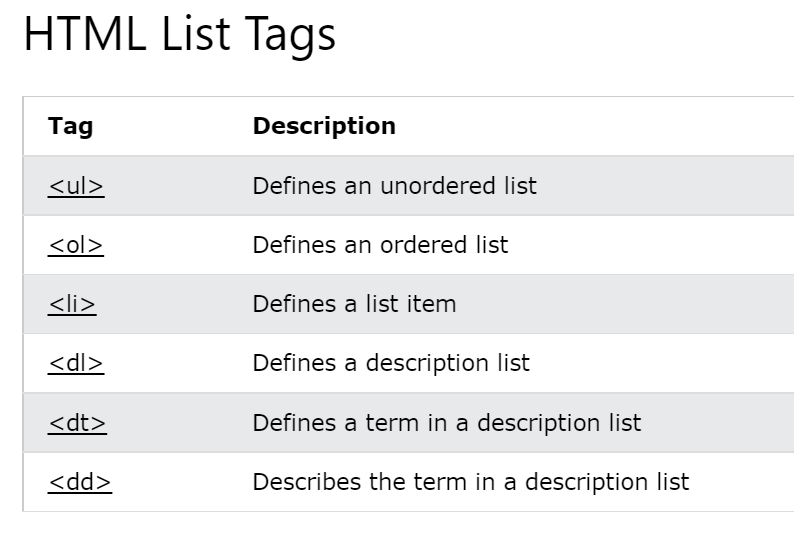 HTML List Tags
Tag Description
<ul> Defines an unordered list
<ol> Defines an ordered list
<li> Defines a list item
<dl> Defines a description list
<dt> Defines a term in a description list
<dd> Describes the term in a description list